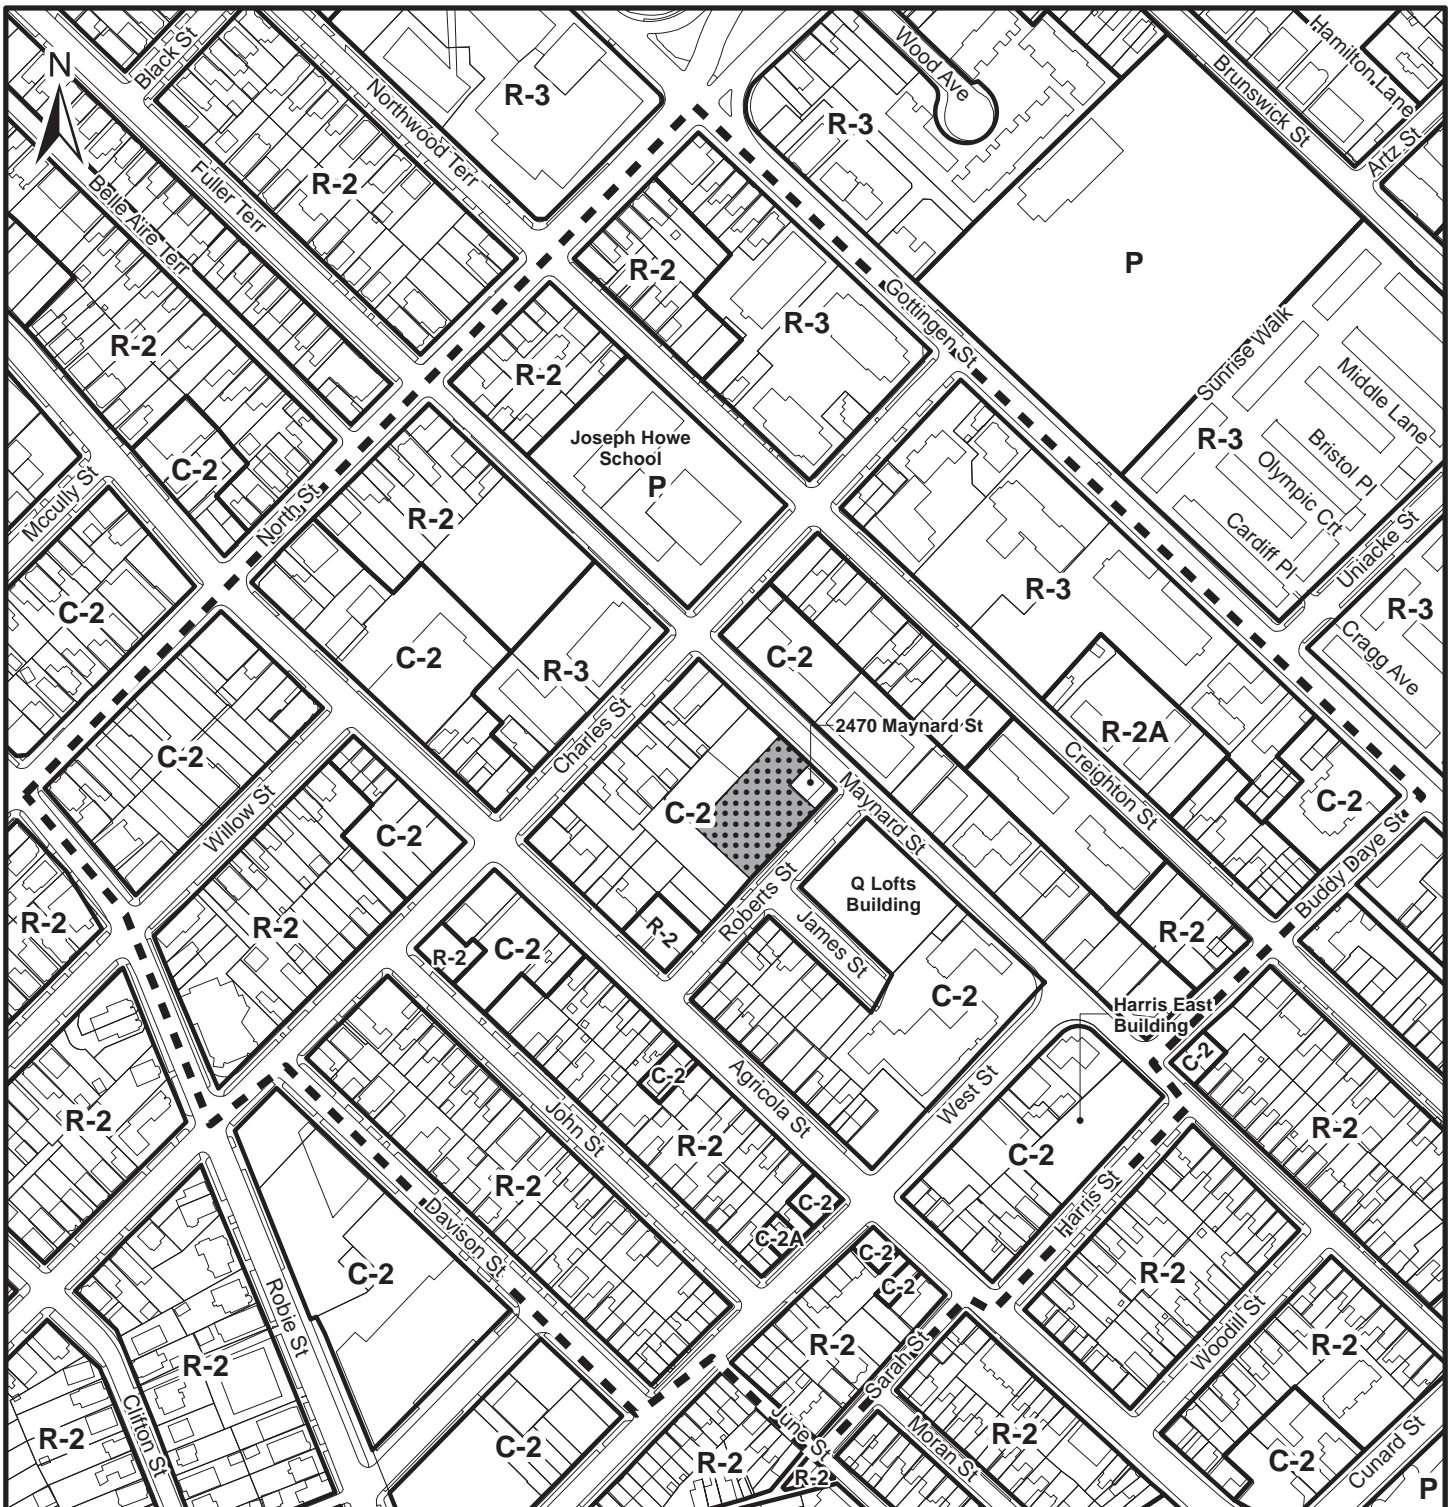 N
Black St
Northwood Terr
R-3
Wood Ave
R-3
Brunswick St
Hamilton Lane
Artz St
Fuller Terr
Belle Aire Terr
R-2
R-2
R-3
Gottingen St
P
Sunrise Walk
R-2
R-2
Joseph Howe
School
P
R-3
Middle Lane
Bristol Pl
Olympic Crt
Cardiff Pl
Uniacke St
C-2
Mccully St
North St
R-2
R-3
R-3
Cragg Ave
C-2
C-2
R-3
C-2
Charles St
2470 Maynard St
R-2A
Creighton St
C-2
Willow St
C-2
C-2
Maynard St
C-2
Buddy Daye St
R-2
R-2
Q Lofts
Building
Roberts St
James St
R-2
R-2
R-2
C-2
C-2
Harris East
Building
C-2
R-2
C-2
Agricola St
West St
John St
R-2
C-2
R-2
R-2
C-2
C-2A
Harris St
Davison St
C-2
C-2
C-2
R-2
Robie St
R-2
R-2
Sarah St
Woodill St
R-2
Clifton St
R-2
C-2
June St
R-2
R-2
Moran St
R-2
C-2
Cunard St
P